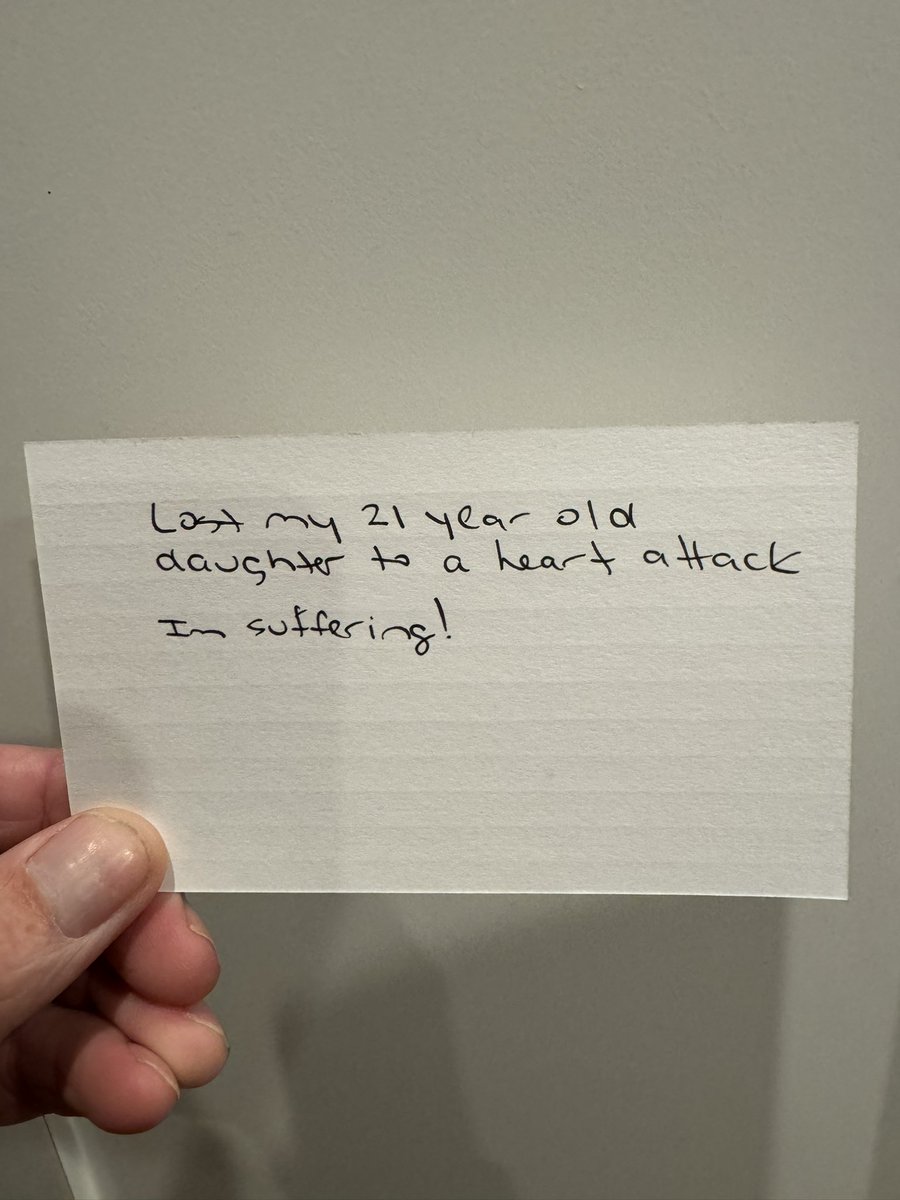 Lost my 21 year old
daughter to a heart attack
Im suffering!